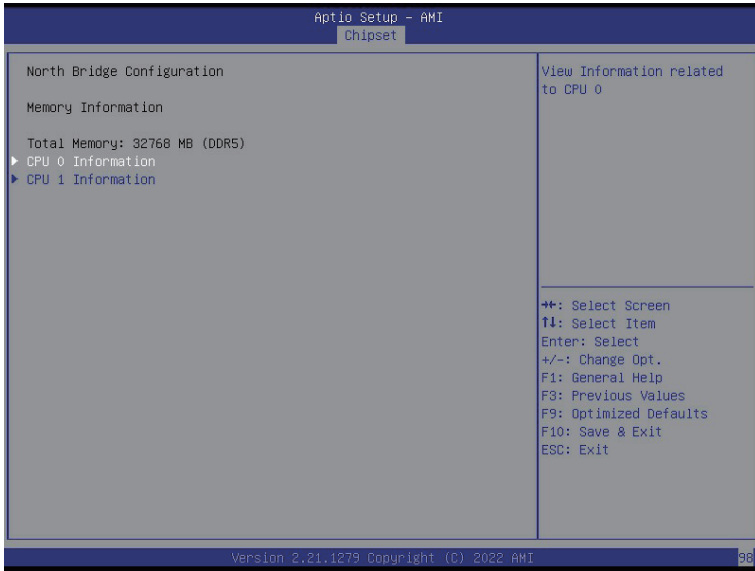 Aptio Setup – AMI
Chipset
North Bridge Configuration
Memory Information
Total Memory: 32768 MB (DDR5)
CPU 0 Information
CPU 1 Information
View Information related
to CPU 0
→←: Select Screen
↑↓: Select Item
Enter: Select
+/-: Change Opt.
F1: General Help
F3: Previous Values
F9: Optimized Defaults
F10: Save & Exit
ESC: Exit
Version 2.21.1279 Copyright (C) 2022 AMI
98